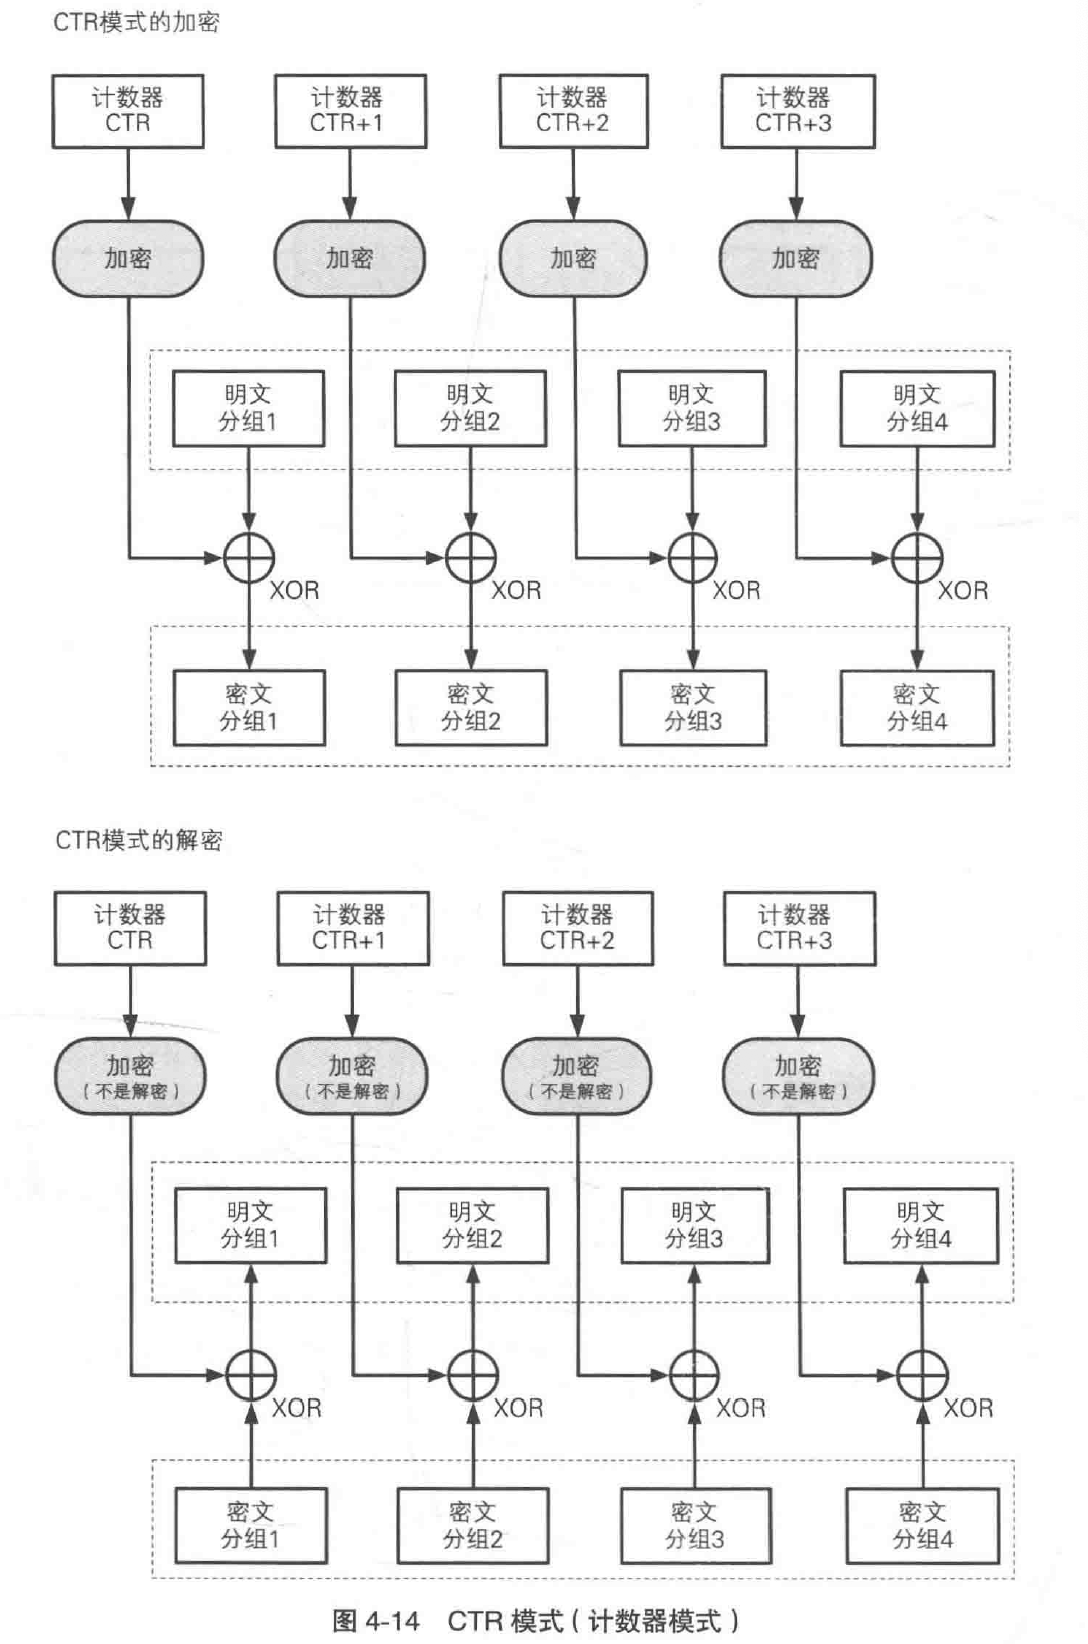 CTR模式的加密
计数器 计数器 计数器 计数器
CTR CTR+1 CTR+2 CTR+3
加密 加密 加密 加密
明文 明文 明文 明文
分组1 分组2 分组3 分组4
XOR XOR XOR XOR
密文 密文 密文 密文
分组1 分组2 分组3 分组4
CTR模式的解密
计数器 计数器 计数器 计数器
CTR CTR+1 CTR+2 CTR+3
加密 加密 加密 加密
(不是解密) (不是解密) (不是解密) (不是解密)
明文 明文 明文 明文
分组1 分组2 分组3 分组4
XOR XOR XOR XOR
密文 密文 密文 密文
分组1 分组2 分组3 分组4
图 4-14 CTR 模式(计数器模式)